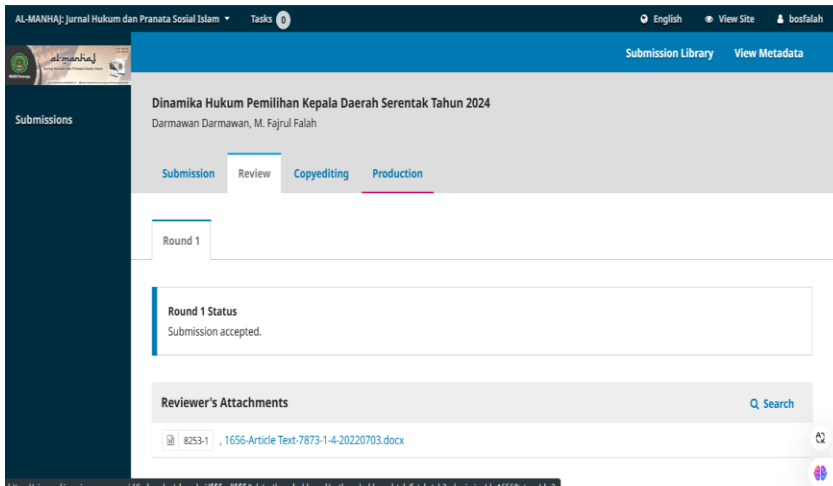 AL-MANHAJ: Jurnal Hukum dan Pranata Sosial Islam Tasks 0 English View Site bosfalah
al-manhaj
Submission Library View Metadata
Submissions
Dinamika Hukum Pemilihan Kepala Daerah Serentak Tahun 2024
Darmawan Darmawan, M. Fajrul Falah
Submission Review Copyediting Production
Round 1
Round 1 Status
Submission accepted.
Reviewer's Attachments Search
8253-1 , 1656-Article Text-7873-1-4-20220703.docx